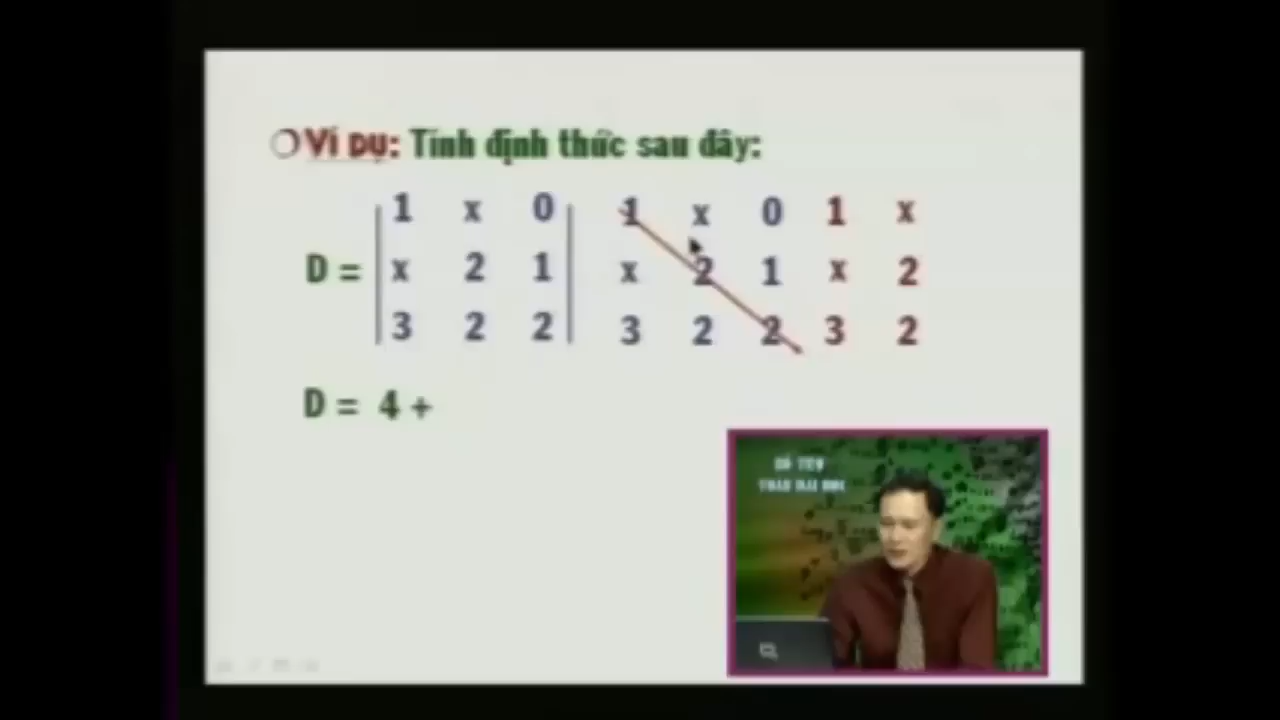 Ví Dụ: Tính định thức sau đây:
1 x 0 1 x 0 1 x
D = x 2 1 x 2 1 x 2
3 2 2 3 2 2 3 2
D = 4 +